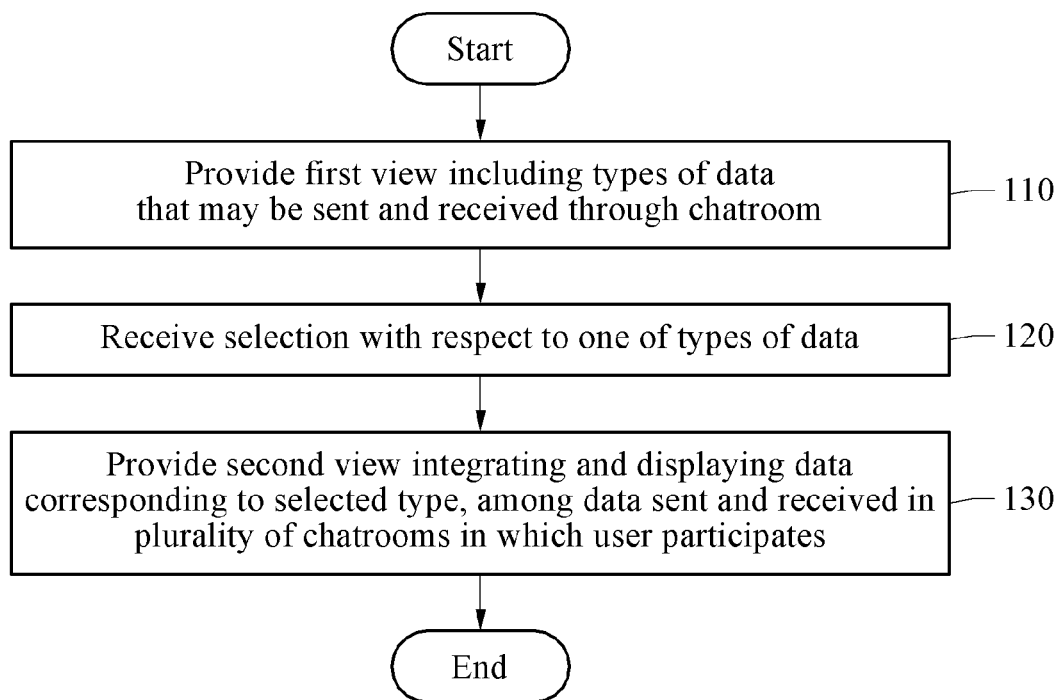 Start
Provide first view including types of data
that may be sent and received through chatroom
110
Receive selection with respect to one of types of data
120
Provide second view integrating and displaying data
corresponding to selected type, among data sent and received in
plurality of chatrooms in which user participates
130
End